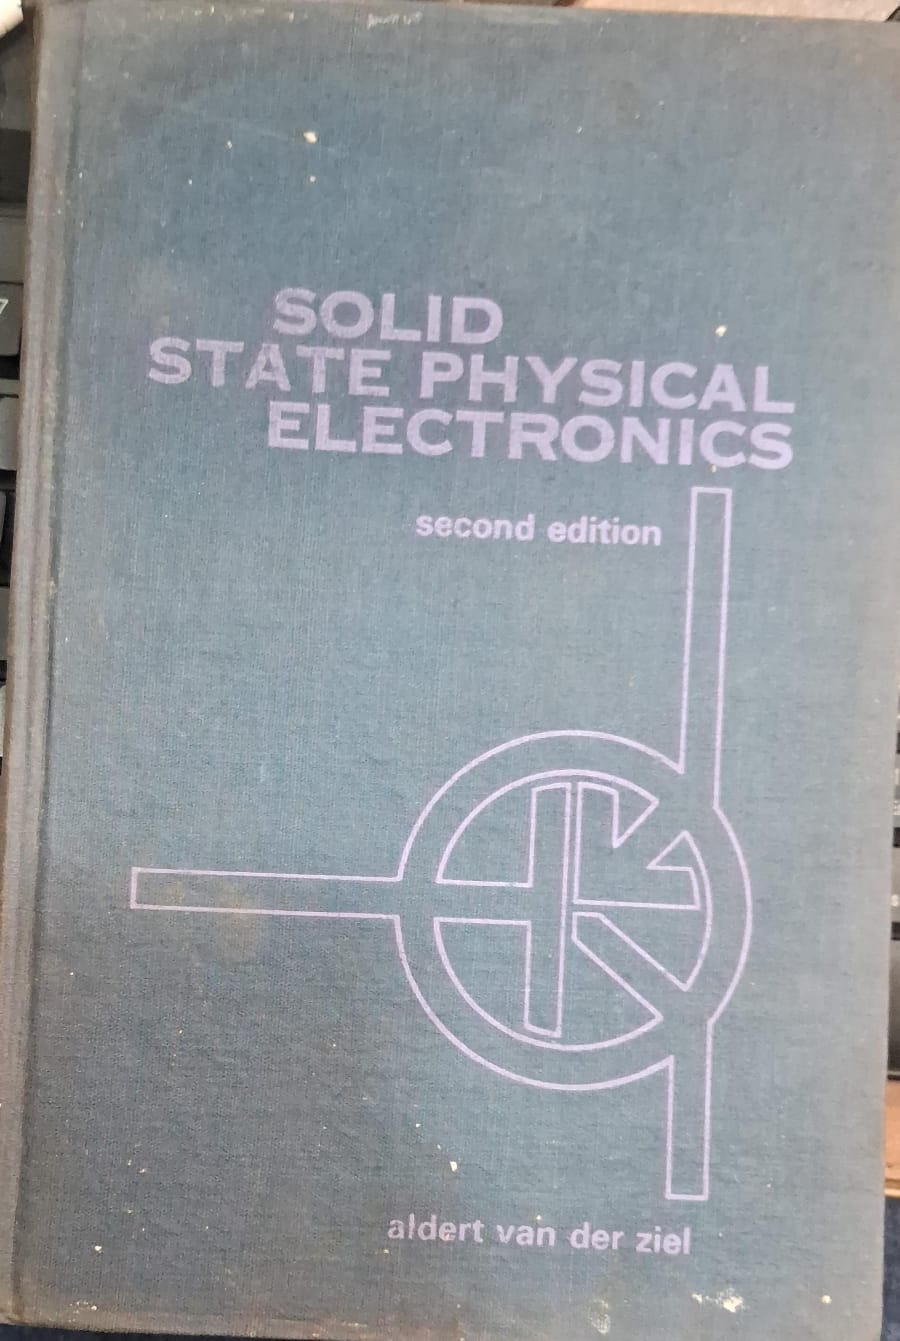 SOLID
STATE PHYSICAL
ELECTRONICS
second edition
aldert van der ziel